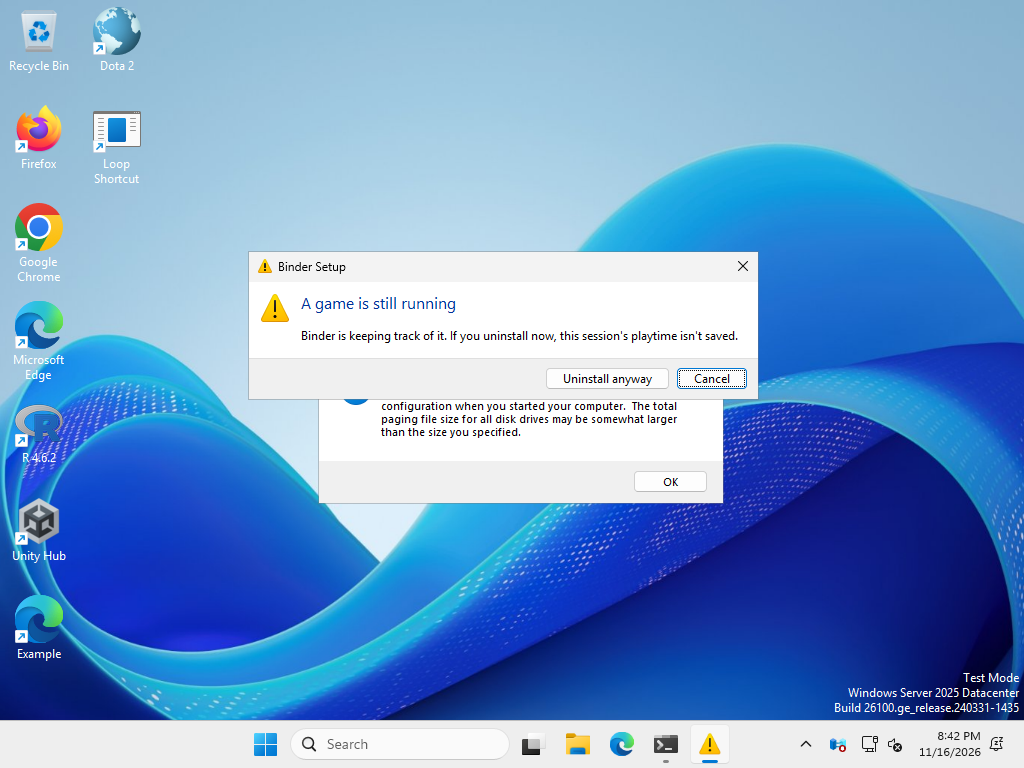 Recycle Bin
Dota 2
Firefox
Loop
Shortcut
Google
Chrome
Microsoft
Edge
R 4.6.2
Unity Hub
Example
Binder Setup
A game is still running
Binder is keeping track of it. If you uninstall now, this session's playtime isn't saved.
Uninstall anyway
Cancel
configuration when you started your computer. The total
paging file size for all disk drives may be somewhat larger
than the size you specified.
OK
Test Mode
Windows Server 2025 Datacenter
Build 26100.ge_release.240331-1435
Search
8:42 PM
11/16/2026